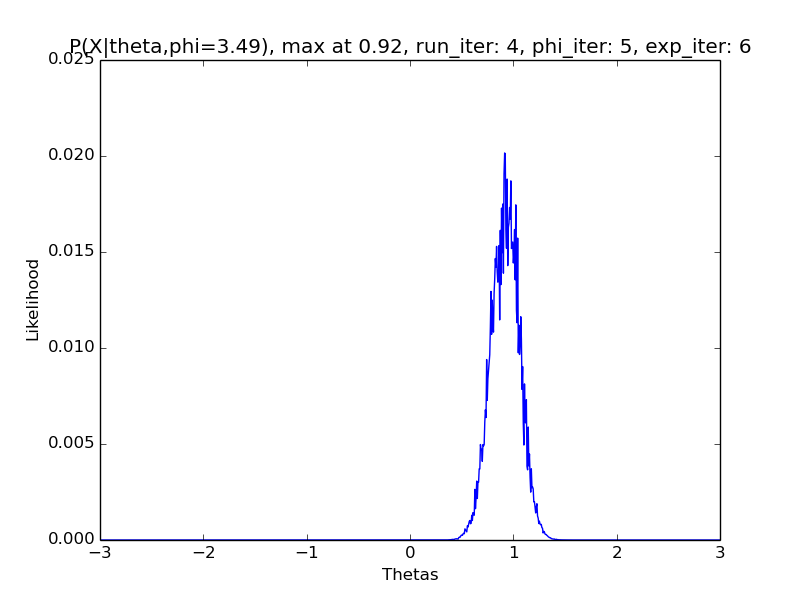 P(X|theta,phi=3.49), max at 0.92, run_iter: 4, phi_iter: 5, exp_iter: 6
0.025
0.020
0.015
0.010
0.005
0.000
Likelihood
−3 −2 −1 0 1 2 3
Thetas